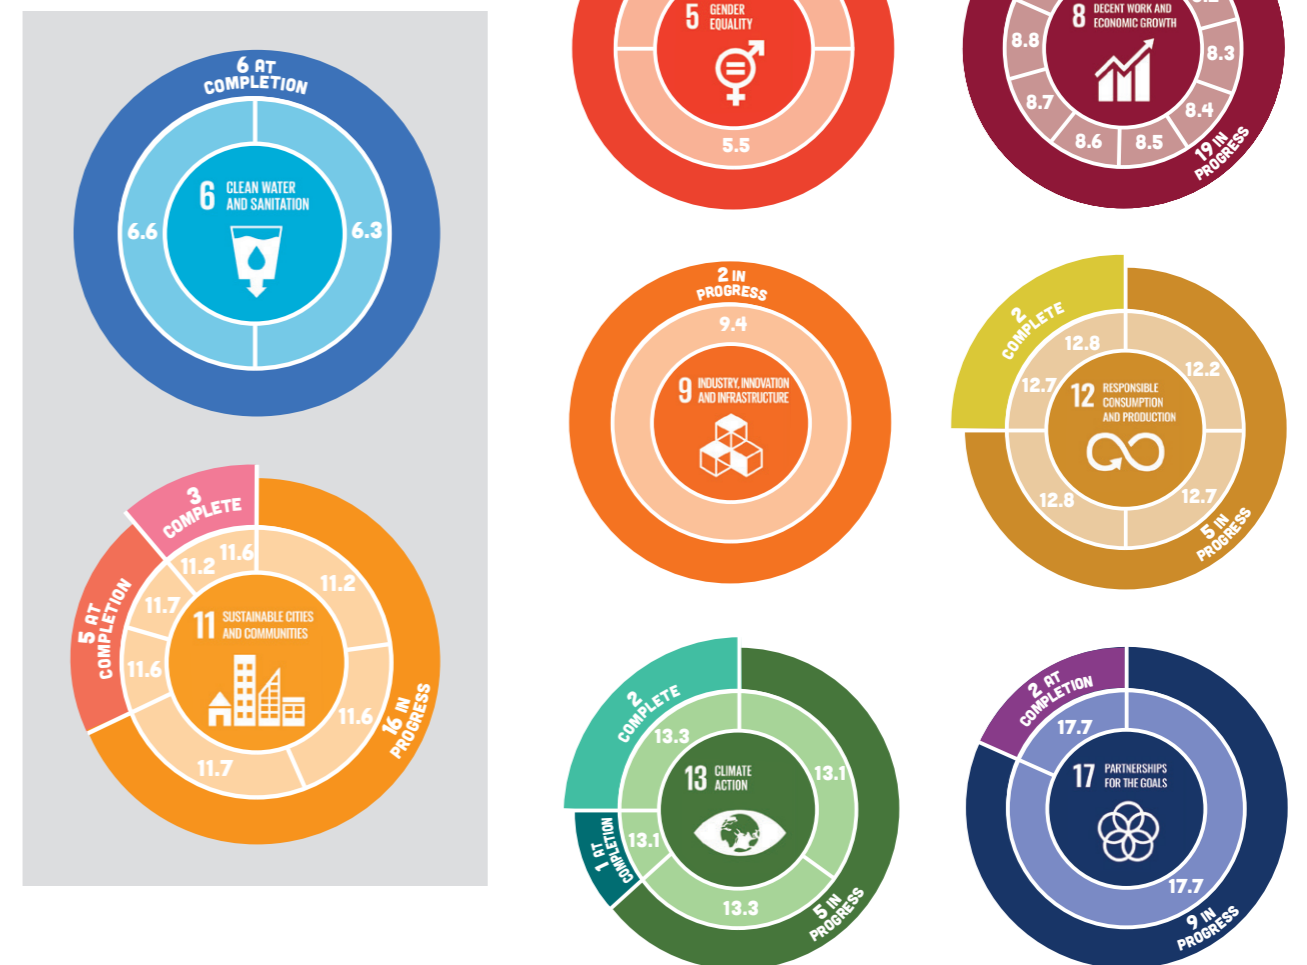 6 AT
COMPLETION
6 CLEAN WATER
AND SANITATION
6.6
6.3
3
COMPLETE
5 AT
COMPLETION
11.2
11.6
11.2
11.7
11.6
11.6
11.7
11 SUSTAINABLE CITIES
AND COMMUNITIES
16 IN
PROGRESS
5 GENDER
EQUALITY
5.5
8 DECENT WORK AND
ECONOMIC GROWTH
8.8
8.3
8.7
8.4
8.6
8.5
19 IN
PROGRESS
2 IN
PROGRESS
9.4
9 INDUSTRY, INNOVATION
AND INFRASTRUCTURE
2
COMPLETE
12.8
12.7
12.2
12 RESPONSIBLE
CONSUMPTION
AND PRODUCTION
12.8
12.7
5 IN
PROGRESS
2
COMPLETE
13.3
13 CLIMATE
ACTION
13.1
1 AT
COMPLETION
13.1
13.3
5 IN
PROGRESS
2 AT
COMPLETION
17.7
17 PARTNERSHIPS
FOR THE GOALS
17.7
9 IN
PROGRESS